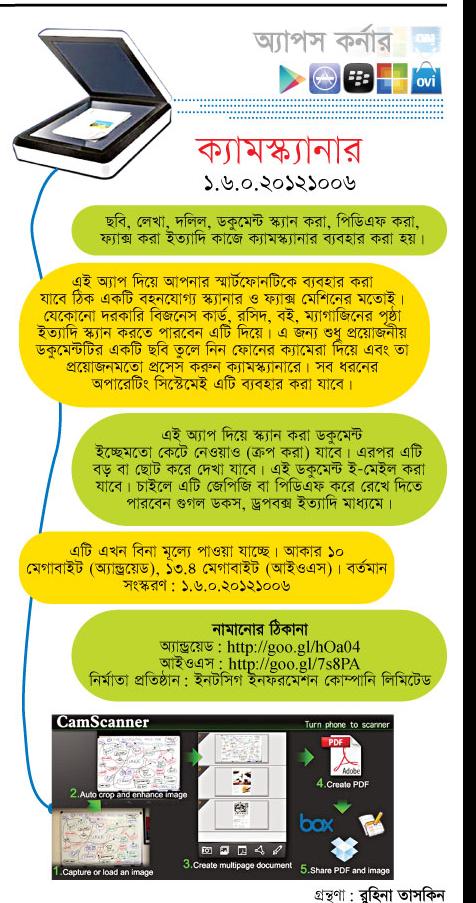 অ্যাপস কর্নার
ovi
ক্যামস্ক্যানার
১.৬.০.২০১২১০০৬
ছবি, লেখা, দলিল, ডকুমেন্ট স্ক্যান করা, পিডিএফ করা,
ফ্যাক্স করা ইত্যাদি কাজে ক্যামস্ক্যানার ব্যবহার করা হয়।
এই অ্যাপ দিয়ে আপনার স্মার্টফোনটিকে ব্যবহার করা
যাবে ঠিক একটি বহনযোগ্য স্ক্যানার ও ফ্যাক্স মেশিনের মতোই।
যেকোনো দরকারি বিজনেস কার্ড, রসিদ, বই, ম্যাগাজিনের পৃষ্ঠা
ইত্যাদি স্ক্যান করতে পারবেন এটি দিয়ে। এ জন্য শুধু প্রয়োজনীয়
ডকুমেন্টটির একটি ছবি তুলে নিন ফোনের ক্যামেরা দিয়ে এবং তা
প্রয়োজনমতো প্রসেস করুন ক্যামস্ক্যানারে। সব ধরনের
অপারেটিং সিস্টেমেই এটি ব্যবহার করা যাবে।
এই অ্যাপ দিয়ে স্ক্যান করা ডকুমেন্ট
ইচ্ছেমতো কেটে নেওয়াও (ক্রপ করা) যাবে। এরপর এটি
বড় বা ছোট করে দেখা যাবে। এই ডকুমেন্ট ই-মেইল করা
যাবে। চাইলে এটি জেপিজি বা পিডিএফ করে রেখে দিতে
পারবেন গুগল ডকস, ড্রপবক্স ইত্যাদি মাধ্যমে।
এটি এখন বিনা মূল্যে পাওয়া যাচ্ছে। আকার ১০
মেগাবাইট (অ্যান্ড্রয়েড), ১৩.৪ মেগাবাইট (আইওএস)। বর্তমান
সংস্করণ : ১.৬.০.২০১২১০০৬
নামানোর ঠিকানা
অ্যান্ড্রয়েড : http://goo.gl/hOa04
আইওএস : http://goo.gl/7s8PA
নির্মাতা প্রতিষ্ঠান : ইনটসিগ ইনফরমেশন কোম্পানি লিমিটেড
CamScanner
Turn phone to scanner
PDF
Adobe
2.Auto crop and enhance image
4.Create PDF
box
1.Capture or load an image
3.Create multipage document
5.Share PDF and image
গ্রন্থণা : রুহিনা তাসকিন